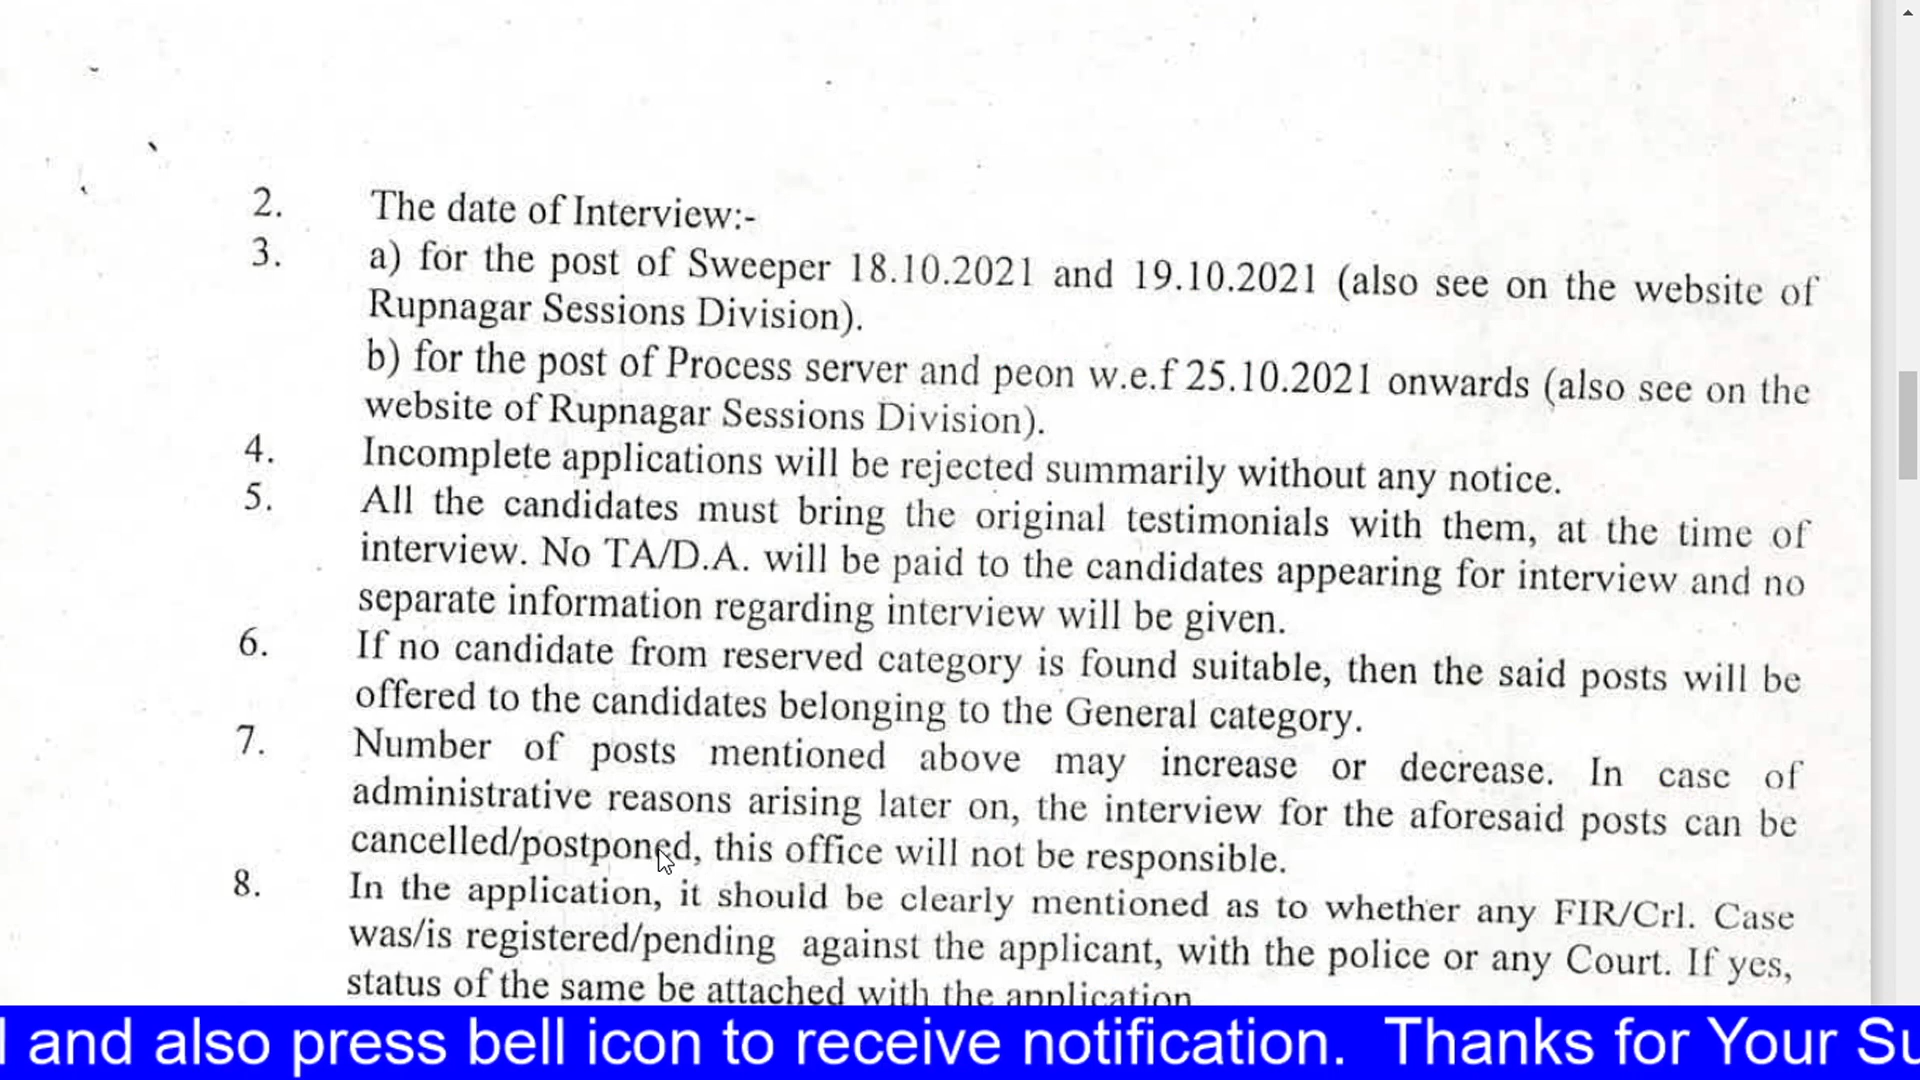 2. The date of Interview:-
3. a) for the post of Sweeper 18.10.2021 and 19.10.2021 (also see on the website of
Rupnagar Sessions Division).
b) for the post of Process server and peon w.e.f 25.10.2021 onwards (also see on the
website of Rupnagar Sessions Division).
4. Incomplete applications will be rejected summarily without any notice.
5. All the candidates must bring the original testimonials with them, at the time of
interview. No TA/D.A. will be paid to the candidates appearing for interview and no
separate information regarding interview will be given.
6. If no candidate from reserved category is found suitable, then the said posts will be
offered to the candidates belonging to the General category.
7. Number of posts mentioned above may increase or decrease. In case of
administrative reasons arising later on, the interview for the aforesaid posts can be
cancelled/postponed, this office will not be responsible.
8. In the application, it should be clearly mentioned as to whether any FIR/Crl. Case
was/is registered/pending against the applicant, with the police or any Court. If yes,
status of the same be attached with the application
and also press bell icon to receive notification. Thanks for Your Su